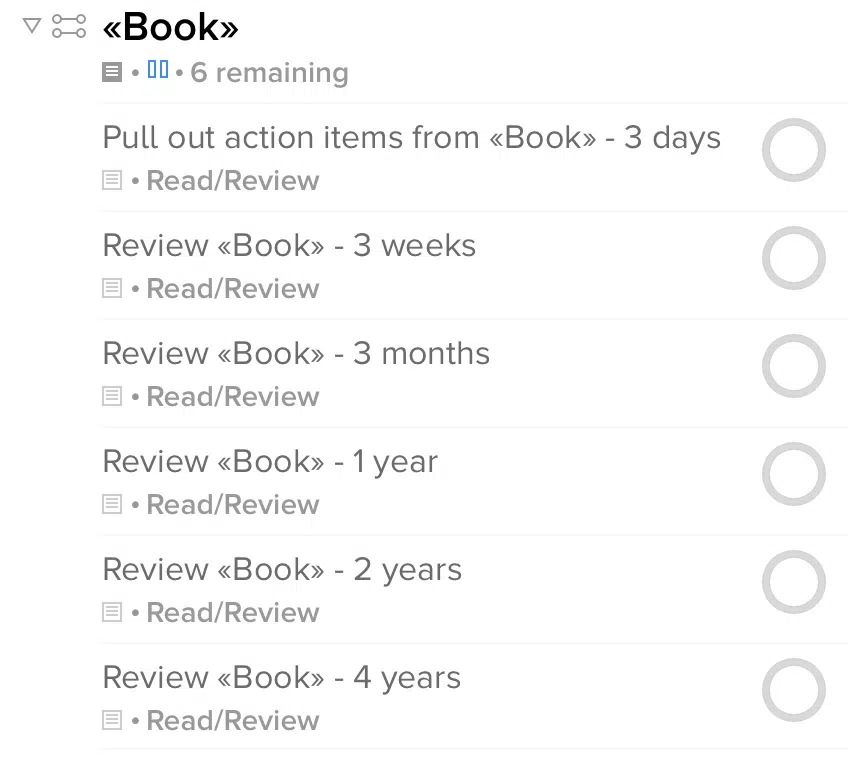 «Book»
• • 6 remaining
Pull out action items from «Book» - 3 days
• Read/Review
Review «Book» - 3 weeks
• Read/Review
Review «Book» - 3 months
• Read/Review
Review «Book» - 1 year
• Read/Review
Review «Book» - 2 years
• Read/Review
Review «Book» - 4 years
• Read/Review